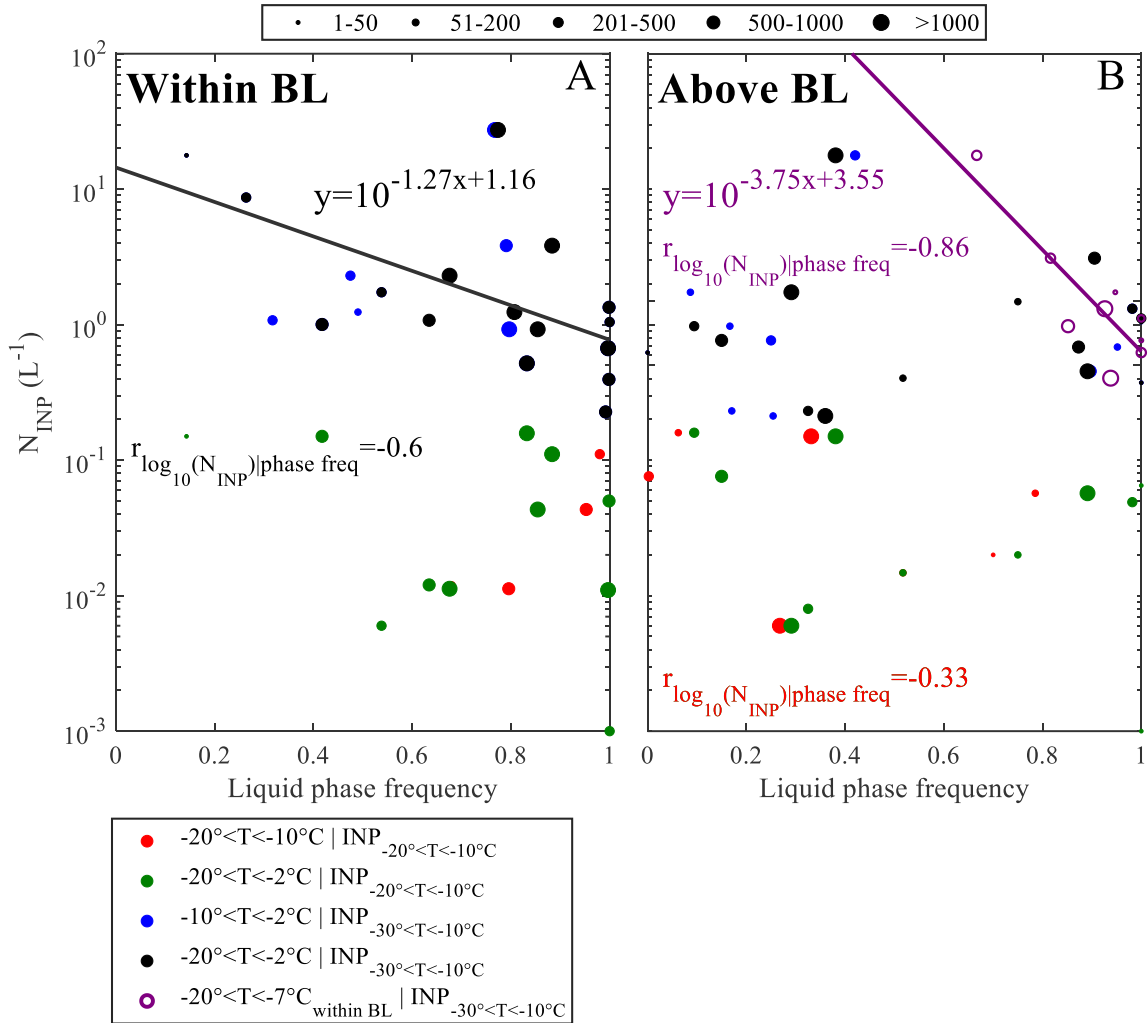 1-50 51-200 201-500 500-1000 >1000
Within BL A
Above BL B
10^2
10^1
10^0
10^-1
10^-2
10^-3
N_INP (L^-1)
y=10^-1.27x+1.16
r_log_10(N_INP)|phase freq=-0.6
y=10^-3.75x+3.55
r_log_10(N_INP)|phase freq=-0.86
r_log_10(N_INP)|phase freq=-0.33
0 0.2 0.4 0.6 0.8 1
0 0.2 0.4 0.6 0.8 1
Liquid phase frequency
Liquid phase frequency
-20°<T<-10°C | INP_-20°<T<-10°C
-20°<T<-2°C | INP_-20°<T<-10°C
-10°<T<-2°C | INP_-30°<T<-10°C
-20°<T<-2°C | INP_-30°<T<-10°C
-20°<T<-7°C_within BL | INP_-30°<T<-10°C